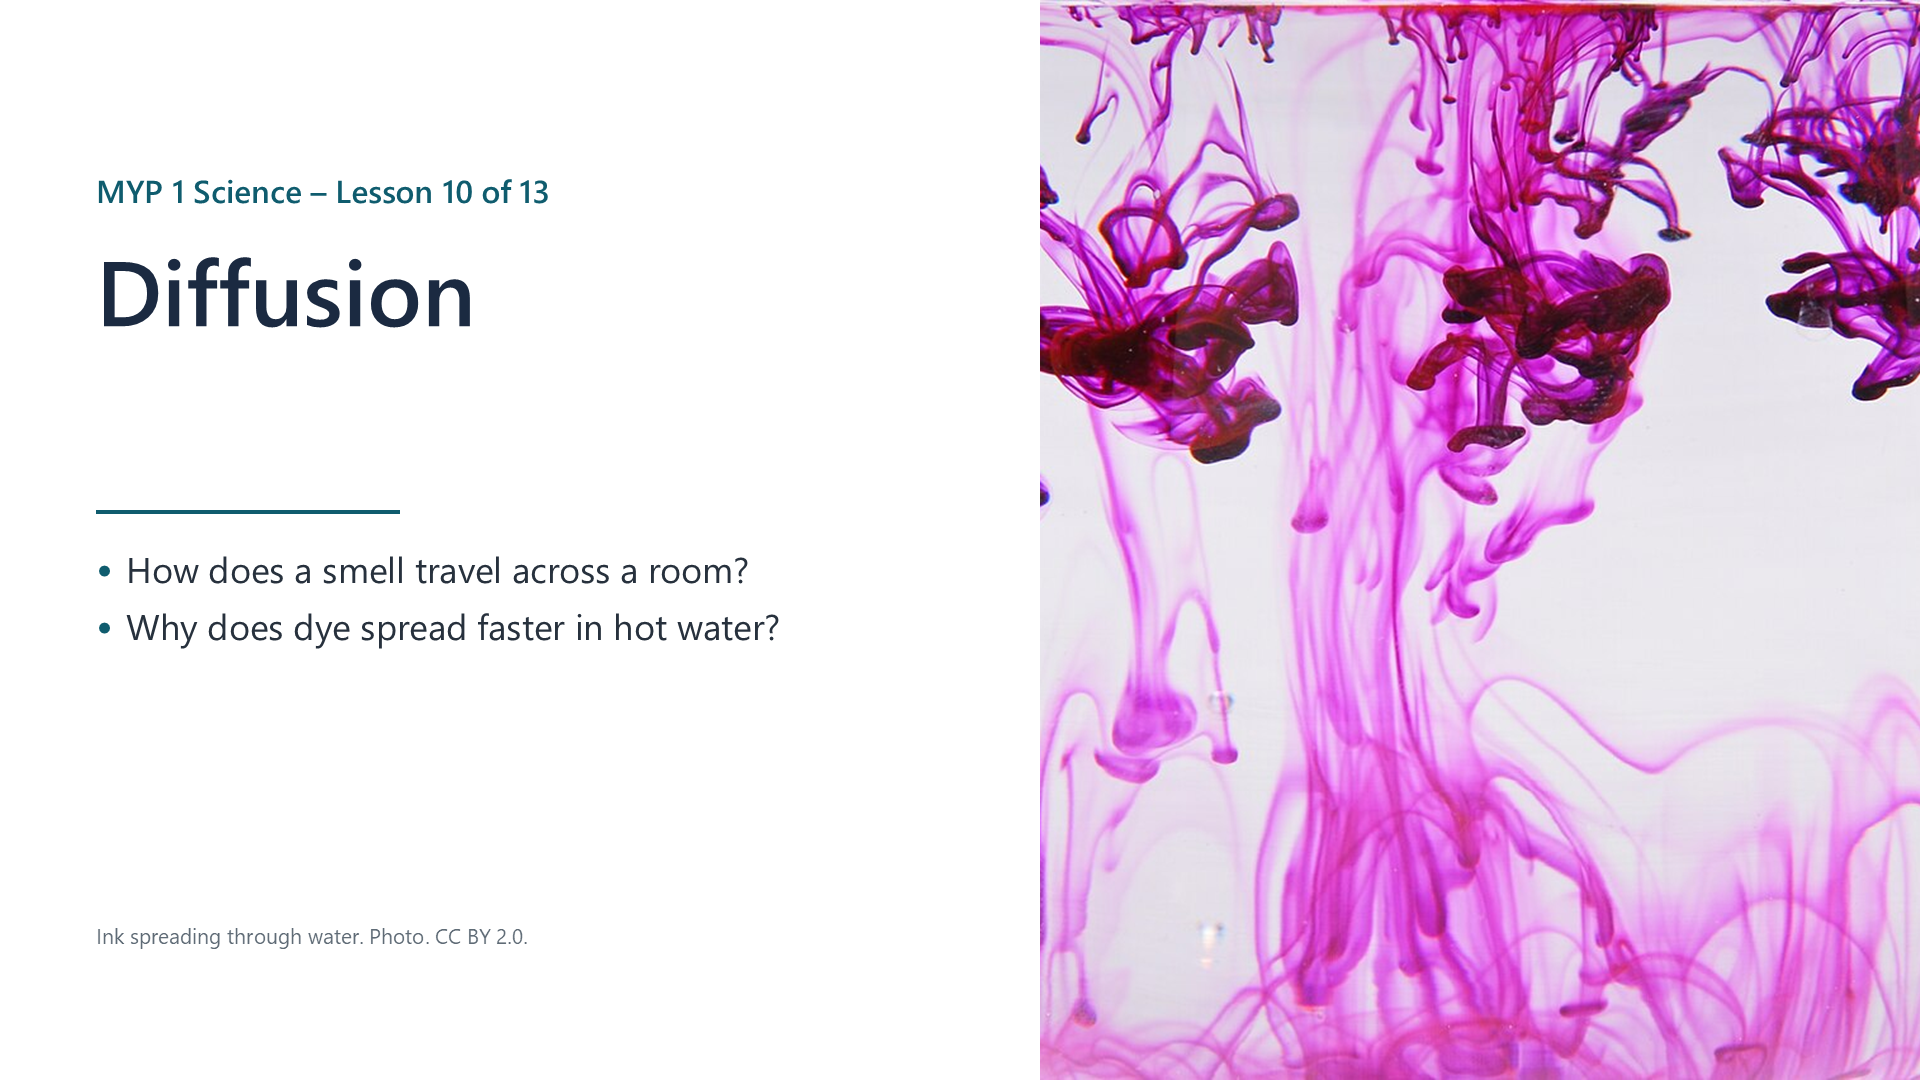 MYP 1 Science – Lesson 10 of 13
Diffusion
• How does a smell travel across a room?
• Why does dye spread faster in hot water?
Ink spreading through water. Photo. CC BY 2.0.